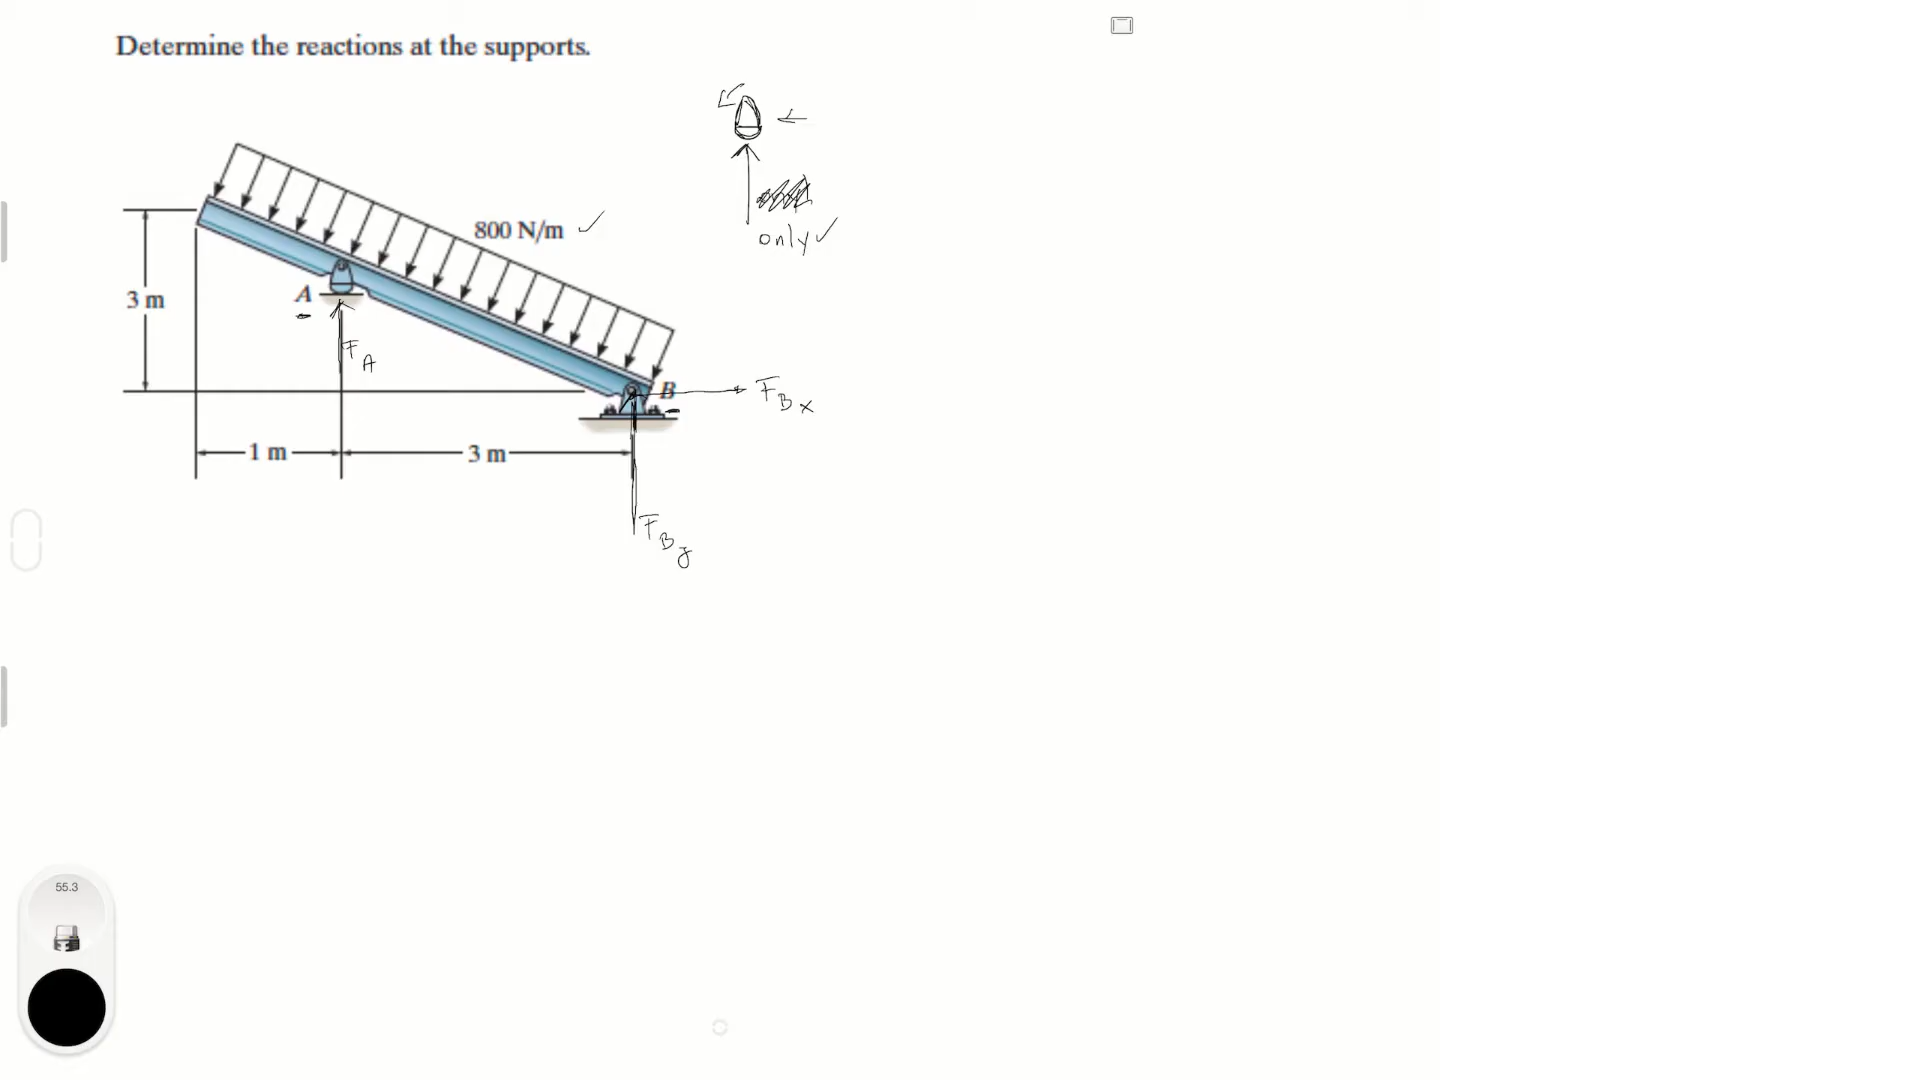 Determine the reactions at the supports.
only
800 N/m
3 m
A
F_A
B
F_Bx
1 m
3 m
F_By
55.3